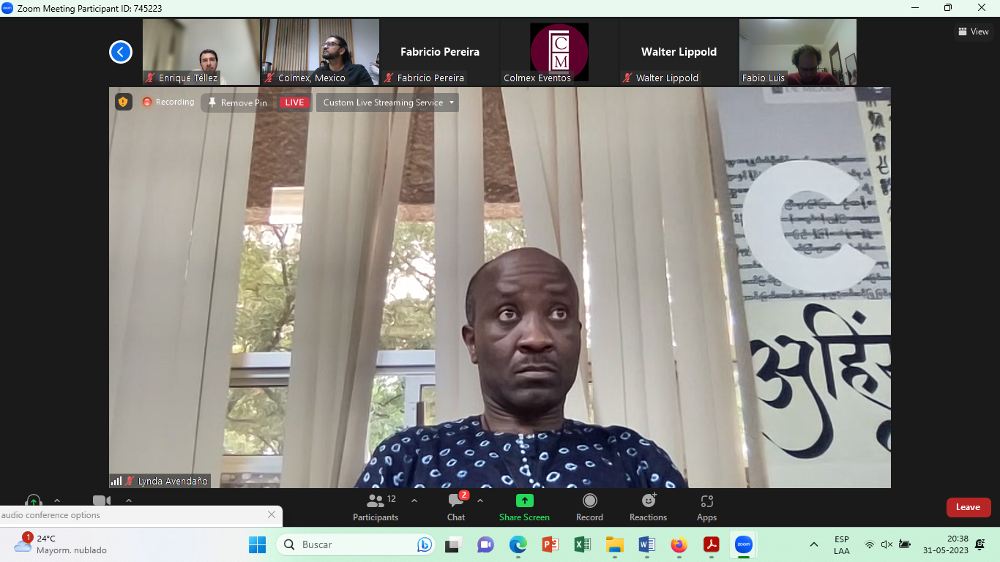 Zoom Meeting Participant ID: 745223
Fabricio Pereira
Walter Lippold
C
M
Enrique Téllez
Colmex, Mexico
Fabricio Pereira
Colmex Eventos
Walter Lippold
Fabio Luis
View
Recording
Remove Pin
LIVE
Custom Live Streaming Service
C
अहिंस
Lynda Avendaño
12
2
Participants
Chat
Share Screen
Record
Reactions
Apps
Leave
audio conference options
1
24°C
Mayorm. nublado
Buscar
zoom
ESP
LAA
20:38
31-05-2023